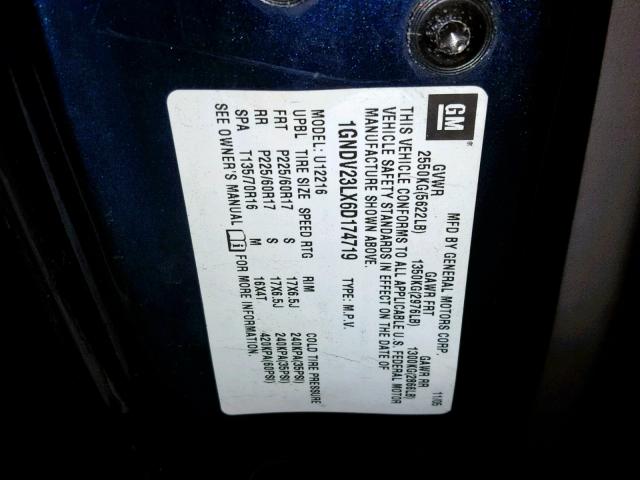 GM
MFD BY GENERAL MOTORS CORP. 11/05
GVWR GAWR FRT GAWR RR
2550KG(5622LB) 1350KG(2976LB) 1300KG(2866LB)
THIS VEHICLE CONFORMS TO ALL APPLICABLE U.S. FEDERAL MOTOR
VEHICLE SAFETY STANDARDS IN EFFECT ON THE DATE OF
MANUFACTURE SHOWN ABOVE.
1GNDV23LX6D174719 TYPE: M.P.V.
MODEL: U12216
UPBL TIRE SIZE SPEED RTG RIM COLD TIRE PRESSURE
FRT P225/60R17 S 17X6.5J 240KPA(35PSI)
RR P225/60R17 S 17X6.5J 240KPA(35PSI)
SPA T135/70R16 M 16X4T 420KPA(60PSI)
SEE OWNER'S MANUAL FOR MORE INFORMATION.